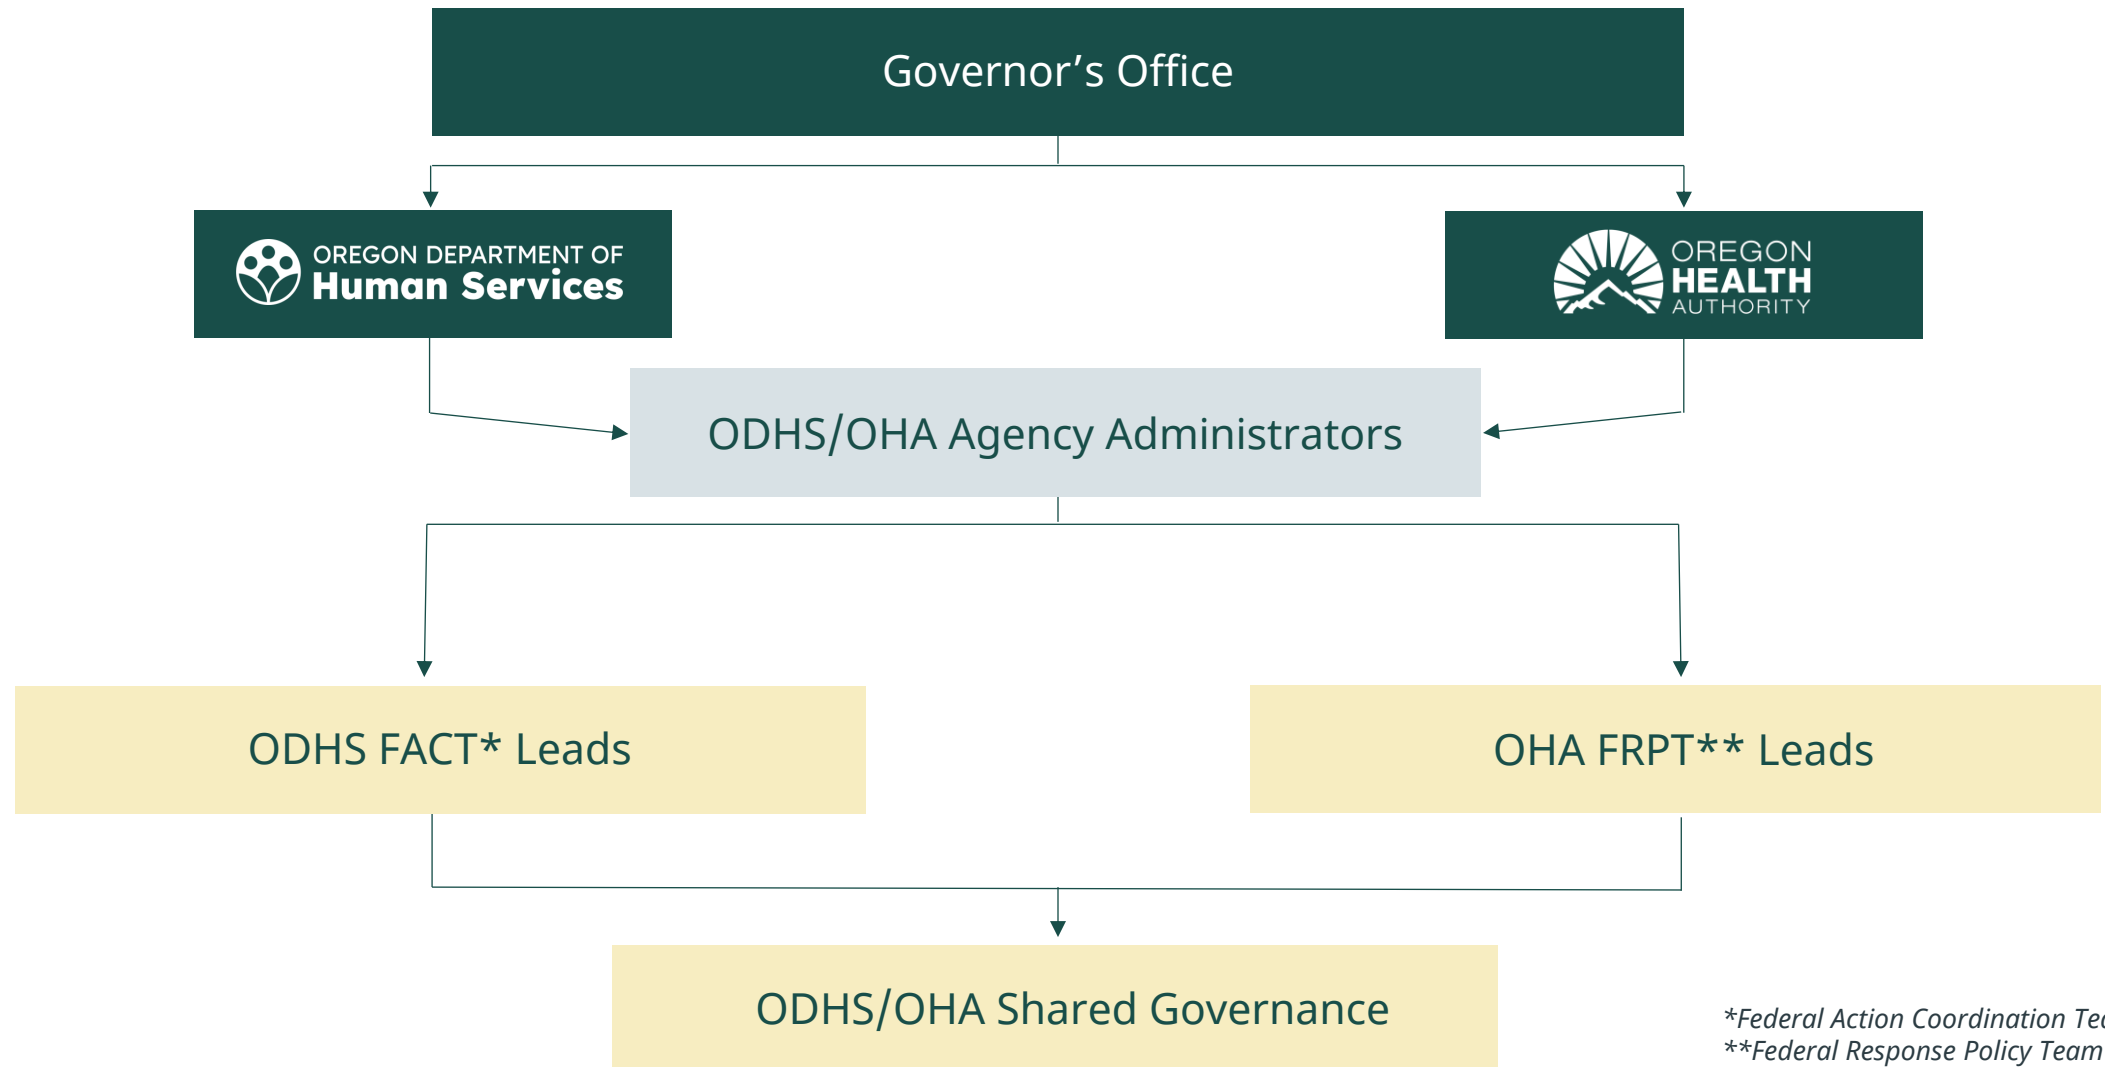 Governor’s Office
OREGON DEPARTMENT OF
Human Services
OREGON
HEALTH
AUTHORITY
ODHS/OHA Agency Administrators
ODHS FACT* Leads
OHA FRPT** Leads
ODHS/OHA Shared Governance
*Federal Action Coordination
**Federal Response Policy Team